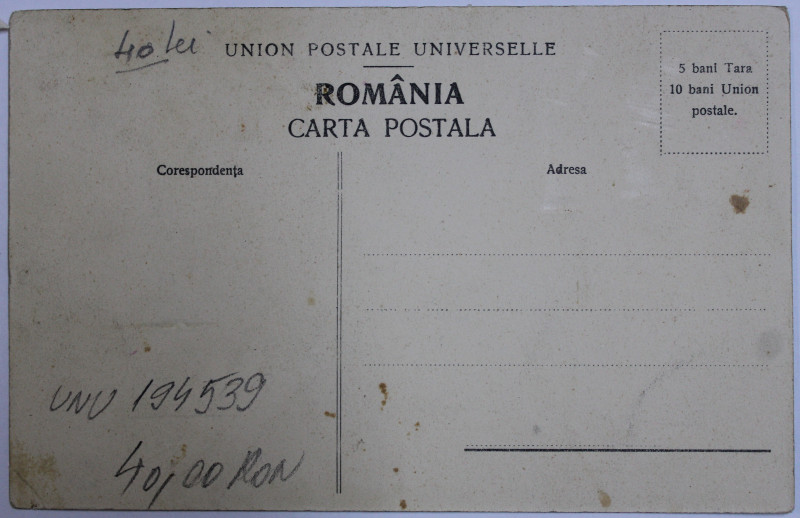 40 lei
UNION POSTALE UNIVERSELLE
ROMÂNIA
CARTA POSTALA
5 bani Tara
10 bani Union
postale.
Corespondența
Adresa
UNU 194539
40,00 RON